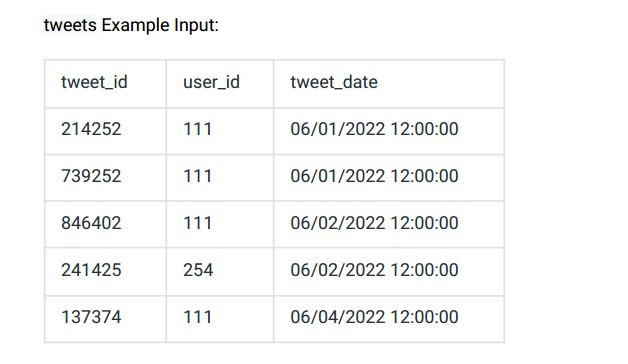 tweets Example Input:
tweet_id user_id tweet_date
214252 111 06/01/2022 12:00:00
739252 111 06/01/2022 12:00:00
846402 111 06/02/2022 12:00:00
241425 254 06/02/2022 12:00:00
137374 111 06/04/2022 12:00:00